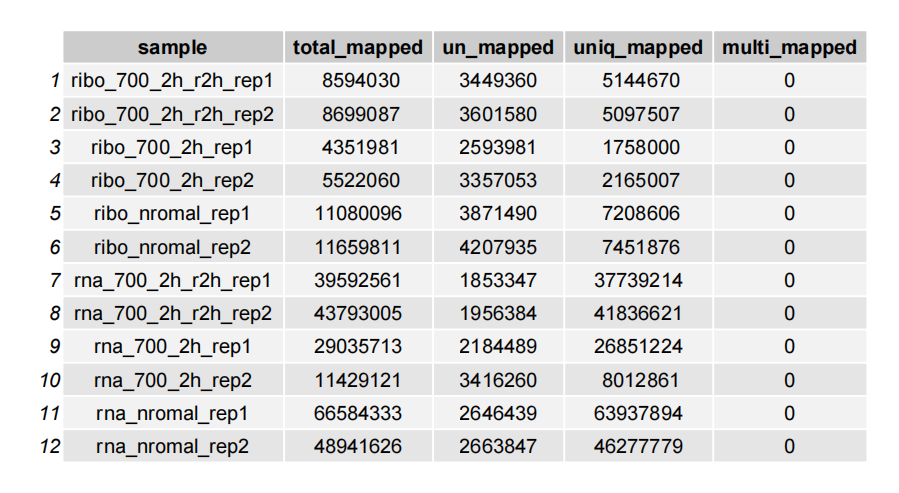 sample total_mapped un_mapped uniq_mapped multi_mapped
1 ribo_700_2h_r2h_rep1 8594030 3449360 5144670 0
2 ribo_700_2h_r2h_rep2 8699087 3601580 5097507 0
3 ribo_700_2h_rep1 4351981 2593981 1758000 0
4 ribo_700_2h_rep2 5522060 3357053 2165007 0
5 ribo_nromal_rep1 11080096 3871490 7208606 0
6 ribo_nromal_rep2 11659811 4207935 7451876 0
7 rna_700_2h_r2h_rep1 39592561 1853347 37739214 0
8 rna_700_2h_r2h_rep2 43793005 1956384 41836621 0
9 rna_700_2h_rep1 29035713 2184489 26851224 0
10 rna_700_2h_rep2 11429121 3416260 8012861 0
11 rna_nromal_rep1 66584333 2646439 63937894 0
12 rna_nromal_rep2 48941626 2663847 46277779 0